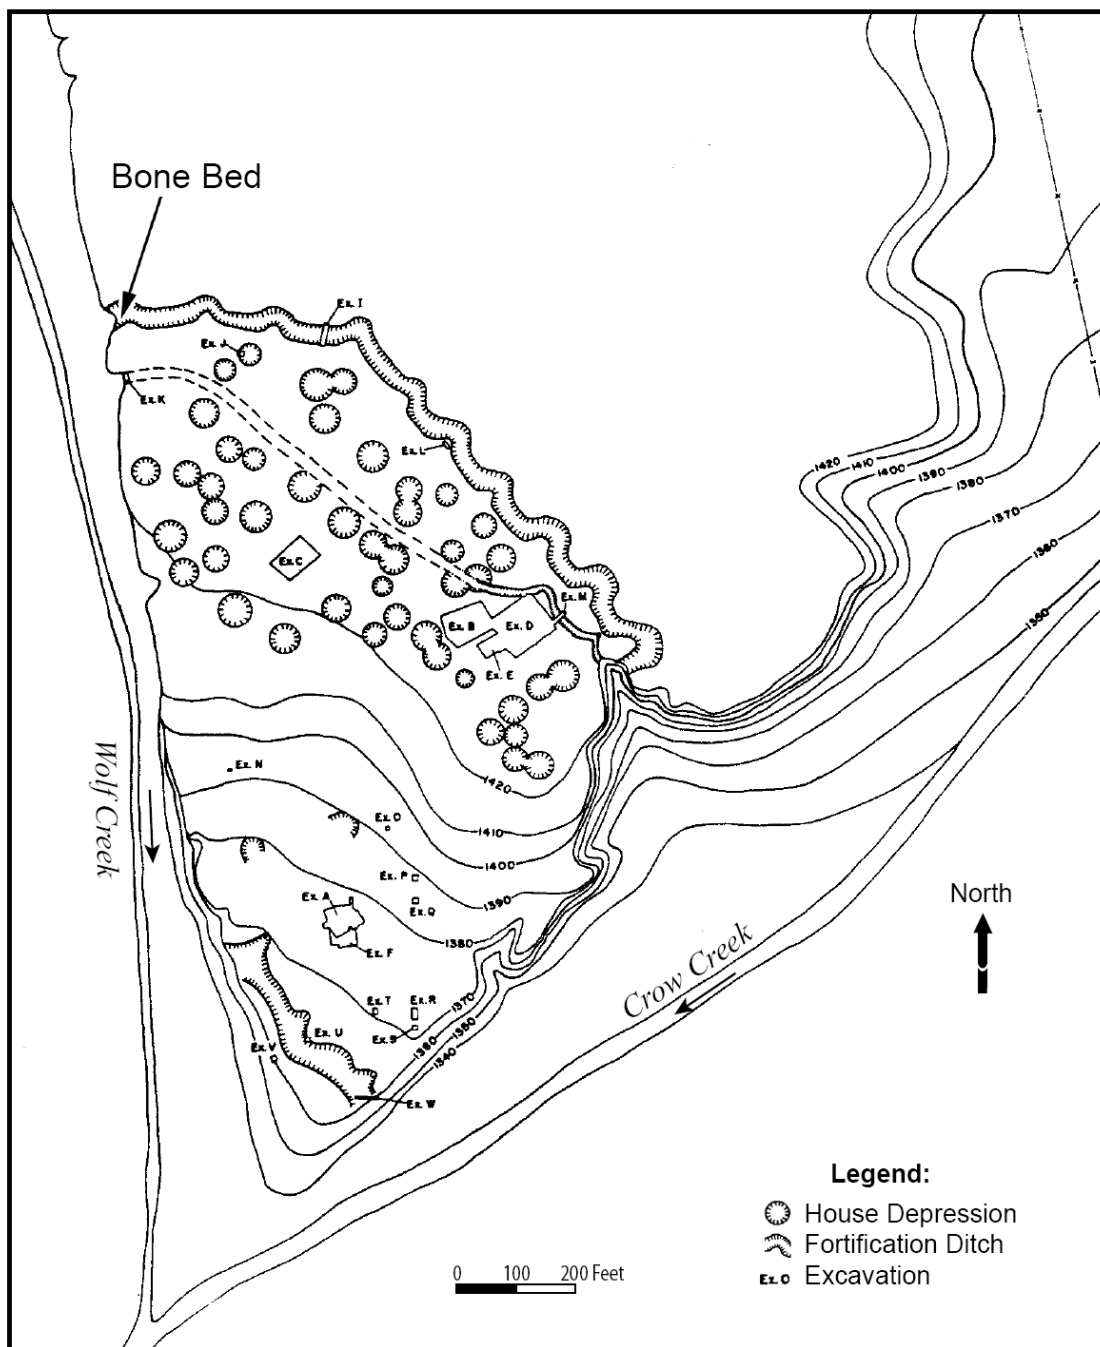 Bone Bed
Ex. I
Ex. J
Ex. K
Ex. L
1420
1410
1400
1390
1380
1370
1360
1350
Ex. C
Ex. M
Ex. B
Ex. D
Ex. E
Wolf Creek
Ex. N
1420
Ex. O
1410
1400
Ex. P
1390
Ex. A
Ex. Q
North
1380
Ex. F
Crow Creek
Ex. T
Ex. R
1370
Ex. U
Ex. S
1360
1380
Ex. V
1340
Ex. W
Legend:
House Depression
Fortification Ditch
Ex. O Excavation
0 100 200 Feet